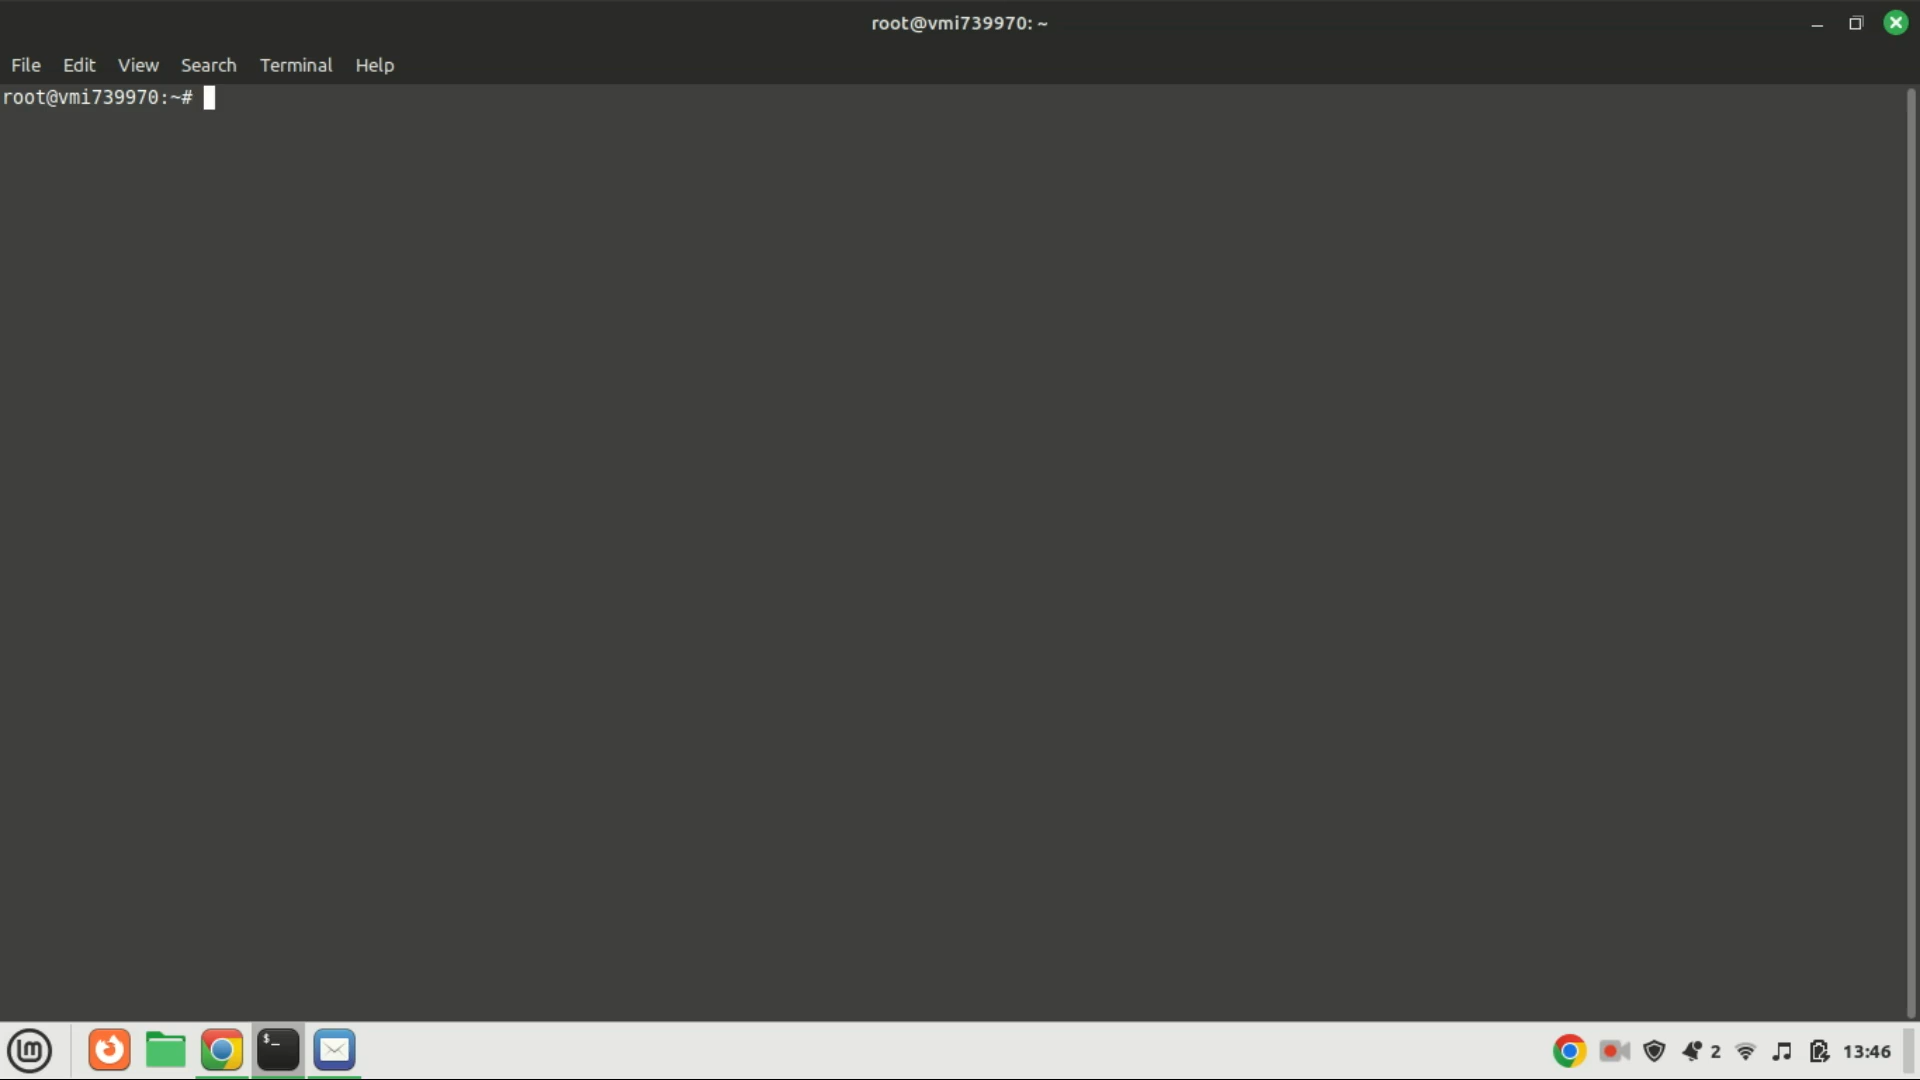 root@vmi739970: ~
File Edit View Search Terminal Help
root@vmi739970:~#
$_
2 13:46